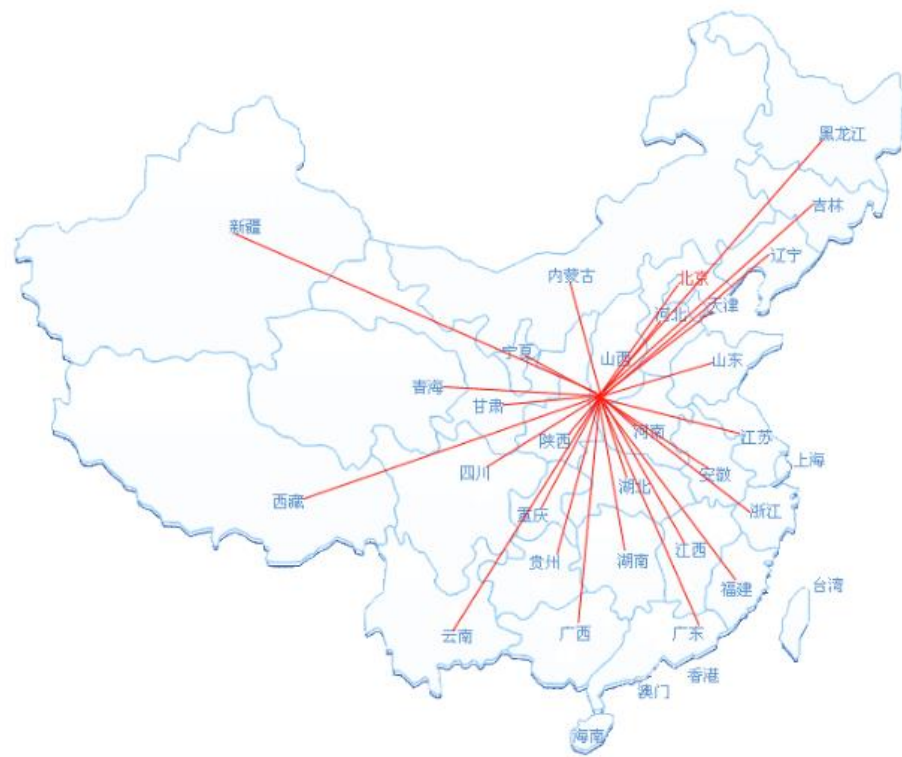 黑龙江
吉林
新疆
辽宁
内蒙古
北京
天津
河北
宁夏
山西
山东
青海
甘肃
河南
江苏
陕西
上海
四川
安徽
湖北
西藏
重庆
浙江
江西
贵州
湖南
福建
台湾
云南
广西
广东
香港
澳门
海南